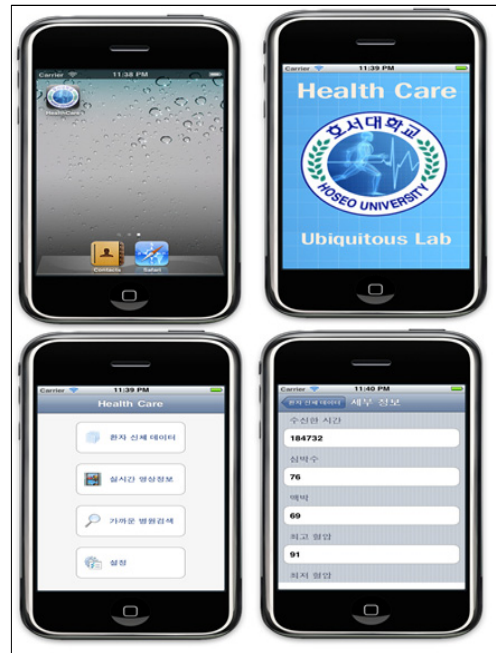 Carrier 11:38 PM
HealthCare
Contacts Safari
Carrier 11:39 PM
Health Care
호서대학교
HOSEO UNIVERSITY
Ubiquitous Lab
Carrier 11:39 PM
Health Care
환자 신체 데이터
실시간 영상정보
가까운 병원검색
설정
Carrier 11:40 PM
환자 신체 데이터 세부 정보
수신한 시간
184732
심박수
76
맥박
69
최고 혈압
91
최저 혈압